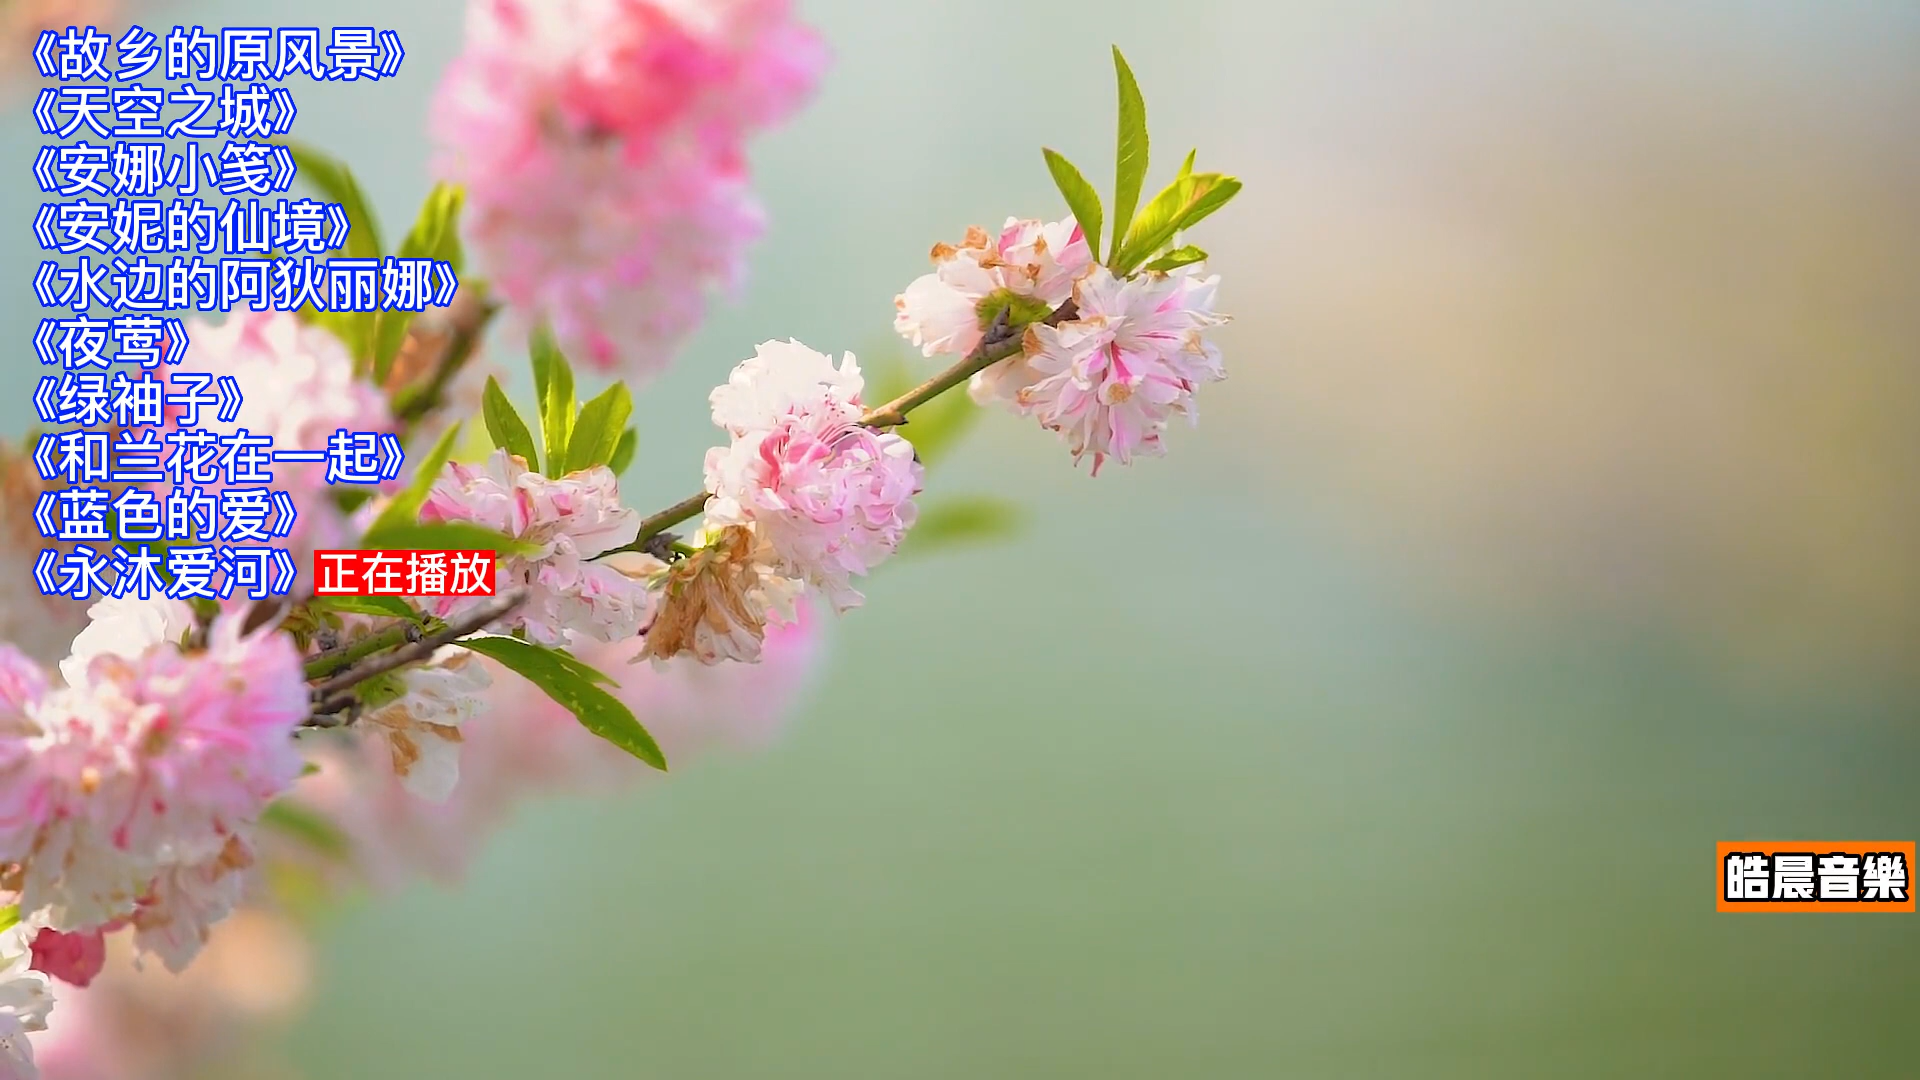 《故乡的原风景》
《天空之城》
《安娜小笺》
《安妮的仙境》
《水边的阿狄丽娜》
《夜莺》
《绿袖子》
《和兰花在一起》
《蓝色的爱》
《永沐爱河》正在播放
皓晨音樂